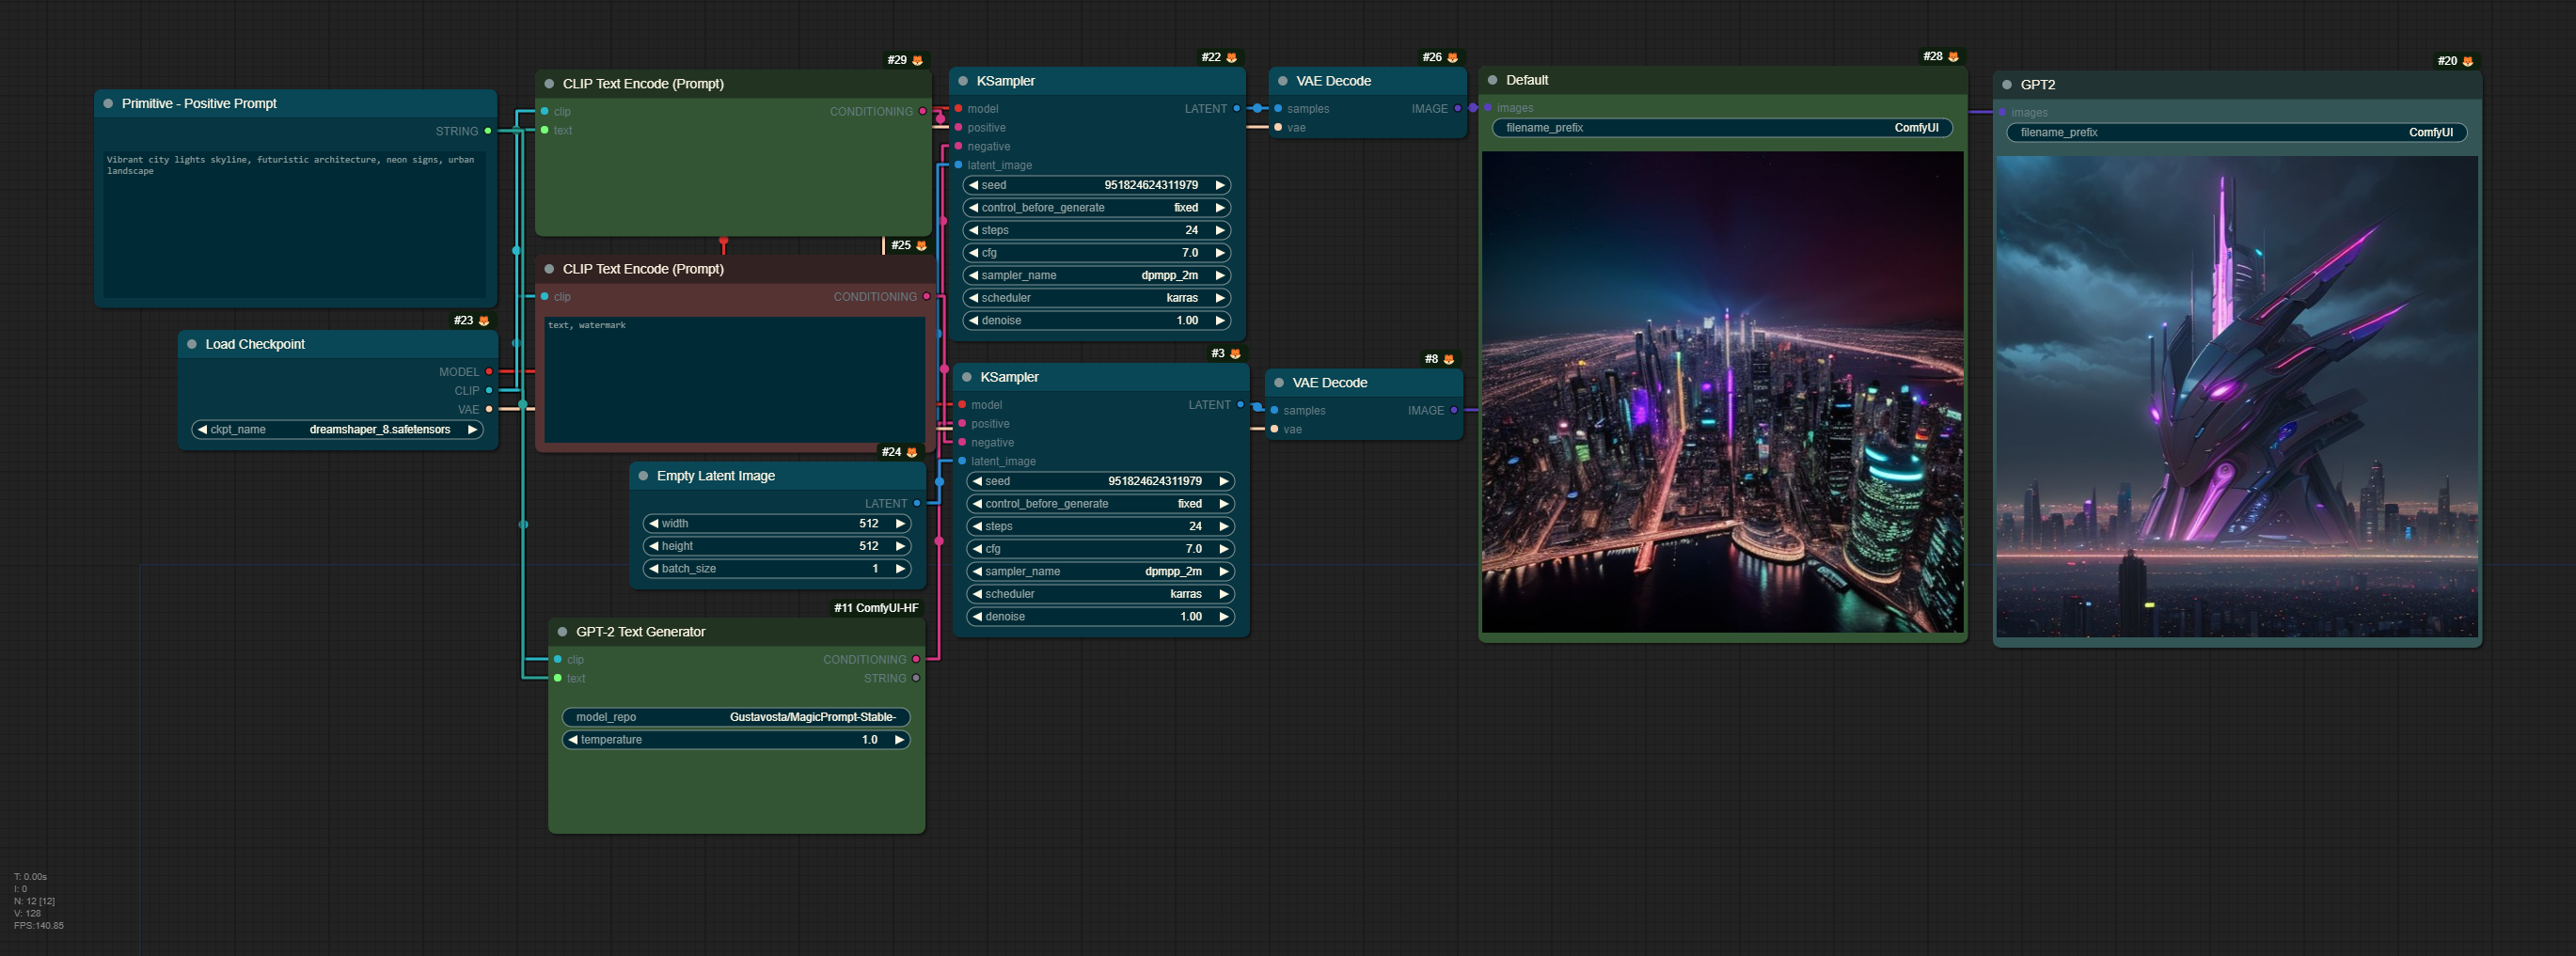 Primitive - Positive Prompt
STRING
Vibrant city lights skyline, futuristic architecture, neon signs, urban
landscape
#23
Load Checkpoint
MODEL
CLIP
VAE
ckpt_name dreamshaper_8.safetensors
#29
CLIP Text Encode (Prompt)
clip CONDITIONING
text
#25
CLIP Text Encode (Prompt)
clip CONDITIONING
text, watermark
#24
Empty Latent Image
LATENT
width 512
height 512
batch_size 1
#11 ComfyUI-HF
GPT-2 Text Generator
clip CONDITIONING
text STRING
model_repo Gustavosta/MagicPrompt-Stable-
temperature 1.0
#22
KSampler
model LATENT
positive
negative
latent_image
seed 951824624311979
control_before_generate fixed
steps 24
cfg 7.0
sampler_name dpmpp_2m
scheduler karras
denoise 1.00
#3
KSampler
model LATENT
positive
negative
latent_image
seed 951824624311979
control_before_generate fixed
steps 24
cfg 7.0
sampler_name dpmpp_2m
scheduler karras
denoise 1.00
#26
VAE Decode
samples IMAGE
vae
#8
VAE Decode
samples IMAGE
vae
#28
Default
images
filename_prefix ComfyUI
#20
GPT2
images
filename_prefix ComfyUI
T: 0.00s
I: 0
N: 12 [12]
V: 128
FPS:140.85